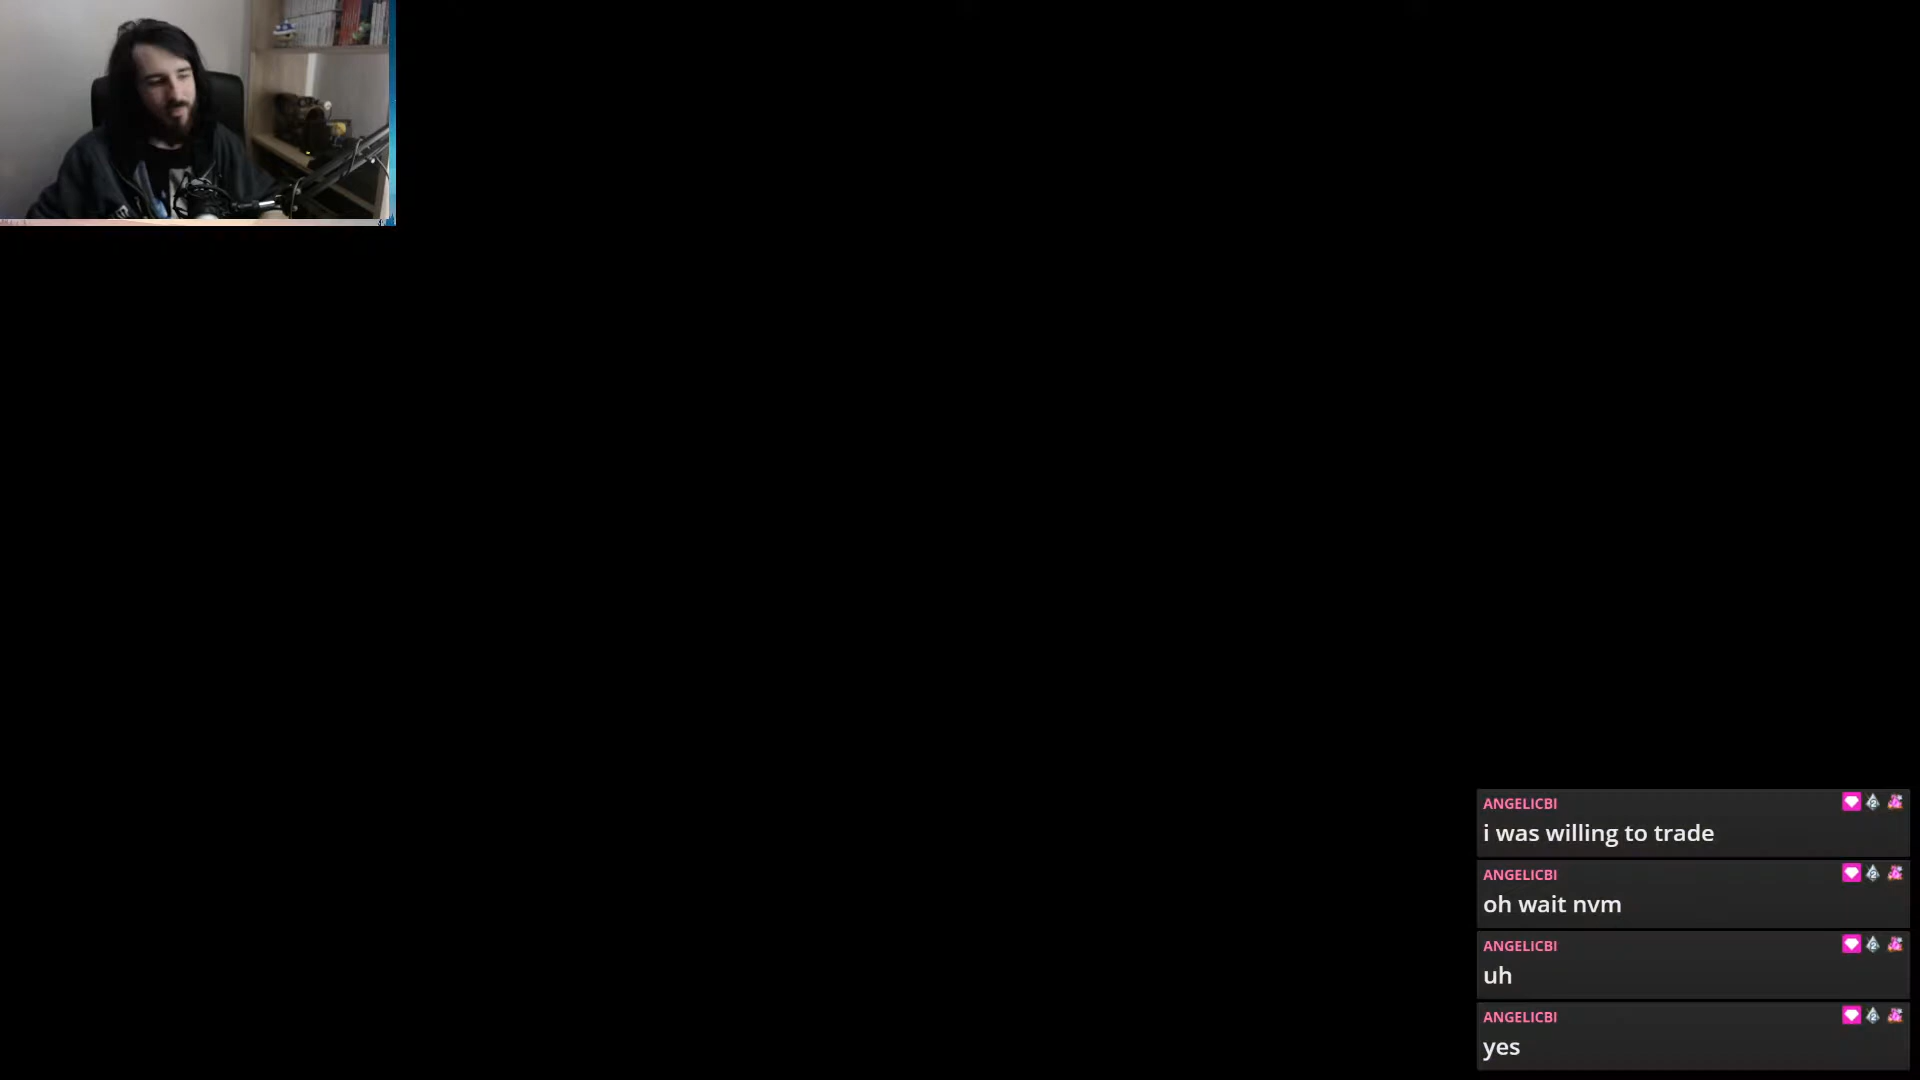 ANGELICBI
i was willing to trade
ANGELICBI
oh wait nvm
ANGELICBI
uh
ANGELICBI
yes